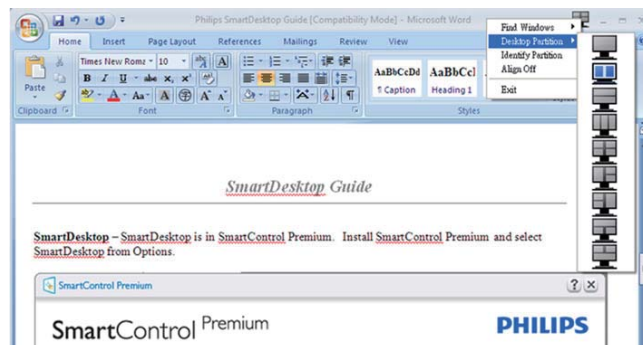 Philips SmartDesktop Guide [Compatibility Mode] - Microsoft Word
Home Insert Page Layout References Mailings Review View
Find Windows
Desktop Partition
Identify Partition
Align Off
Exit
Paste
Times New Roma 10
B I U abe x, x²
Aa A A A
AaBbCcDd AaBbCcI
¶ Caption Heading 1
Clipboard Font Paragraph Styles
SmartDesktop Guide
SmartDesktop – SmartDesktop is in SmartControl Premium. Install SmartControl Premium and select
SmartDesktop from Options.
SmartControl Premium
SmartControl Premium
PHILIPS